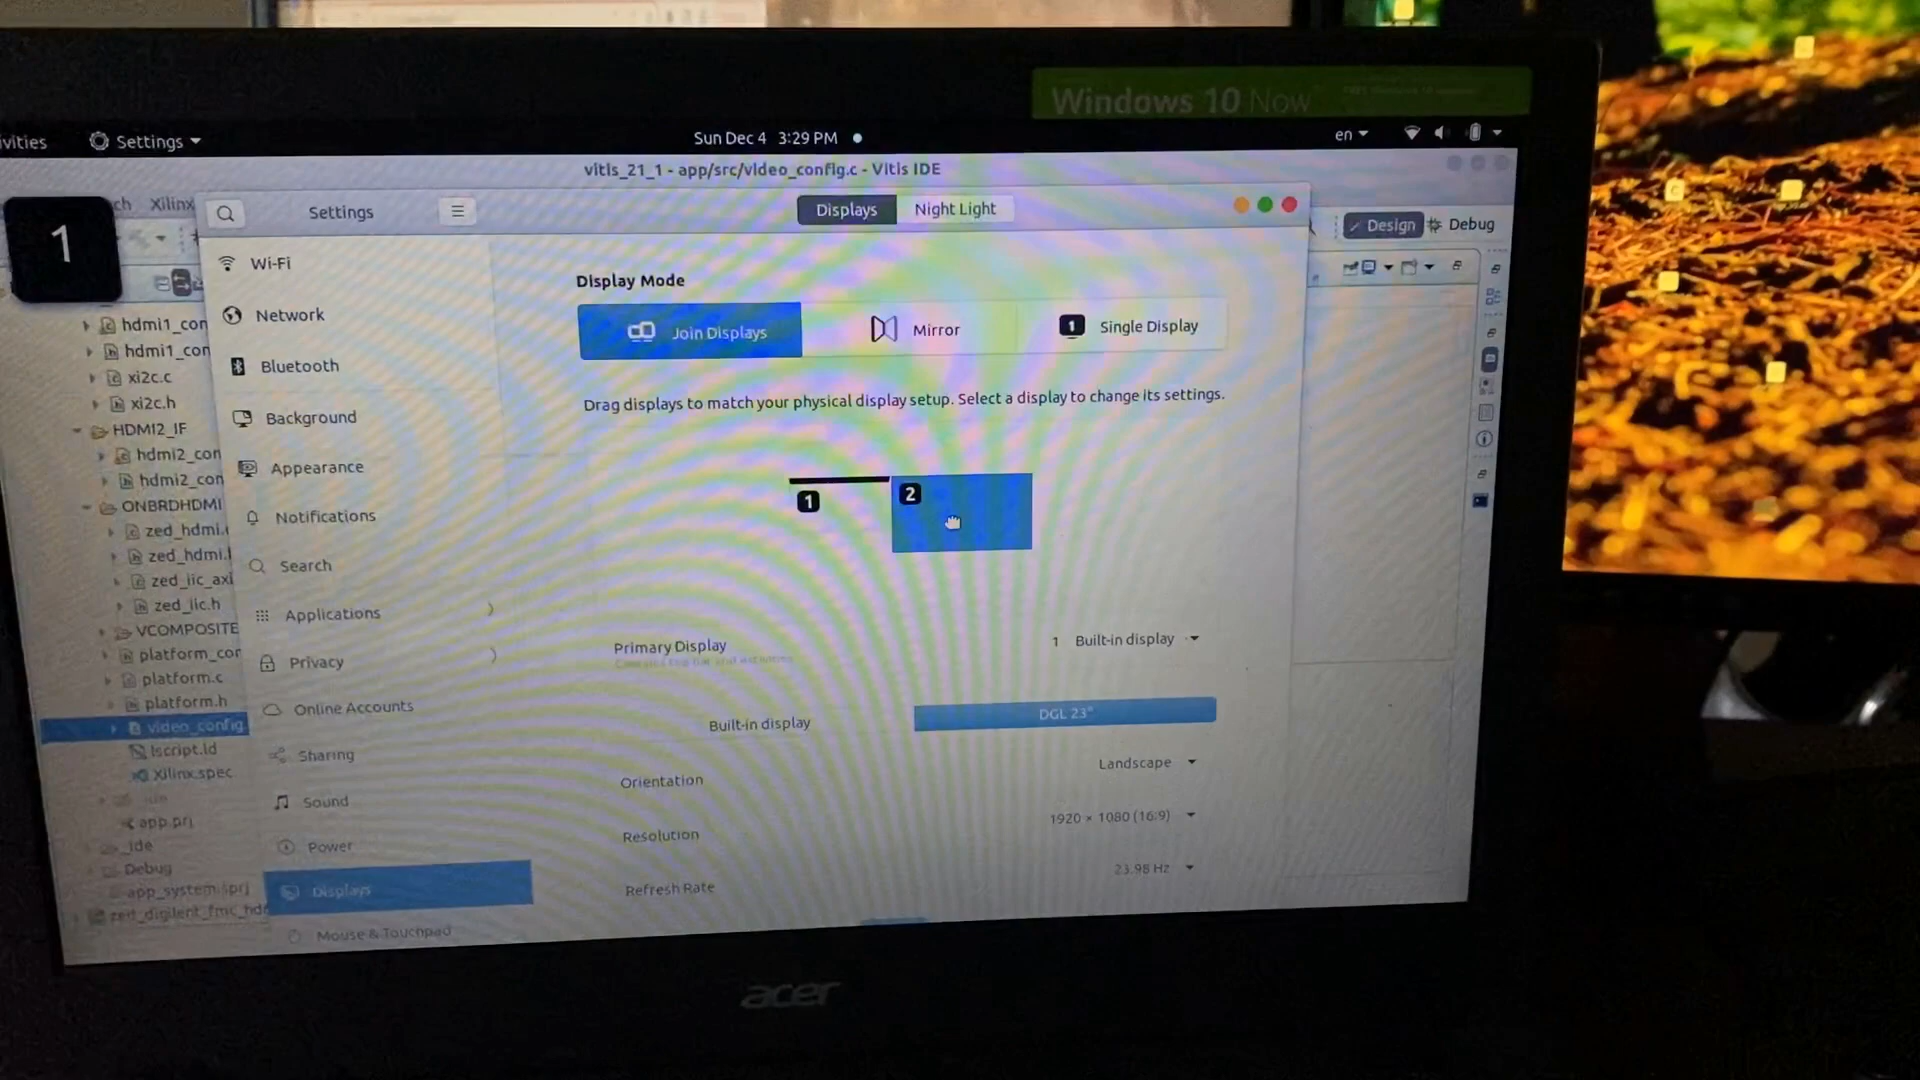 Windows 10 Now
vities
Settings
Sun Dec 4 3:29 PM
en
vitis_21_1 - app/src/video_config.c - Vitis IDE
1
ch
Xilinx
Settings
Displays
Night Light
Design
Debug
hdmi1_con
hdmi1_con
xi2c.c
xi2c.h
HDMI2_IF
hdmi2_con
hdmi2_con
ONBRDHDMI
zed_hdmi.
zed_hdmi.
zed_iic_axi
zed_iic.h
VCOMPOSITE
platform_con
platform.c
platform.h
video_config.
lscript.ld
Xilinx.spec
app.prj
_ide
Debug
app_system.sprj
zed_digilent_fmc_hd
Wi-Fi
Network
Bluetooth
Background
Appearance
Notifications
Search
Applications
Privacy
Online Accounts
Sharing
Sound
Power
Displays
Mouse & Touchpad
Display Mode
Join Displays
Mirror
1 Single Display
Drag displays to match your physical display setup. Select a display to change its settings.
1
2
Primary Display
1 Built-in display
Built-in display
DGL 23"
Orientation
Landscape
Resolution
1920 × 1080 (16:9)
Refresh Rate
23.98 Hz
acer